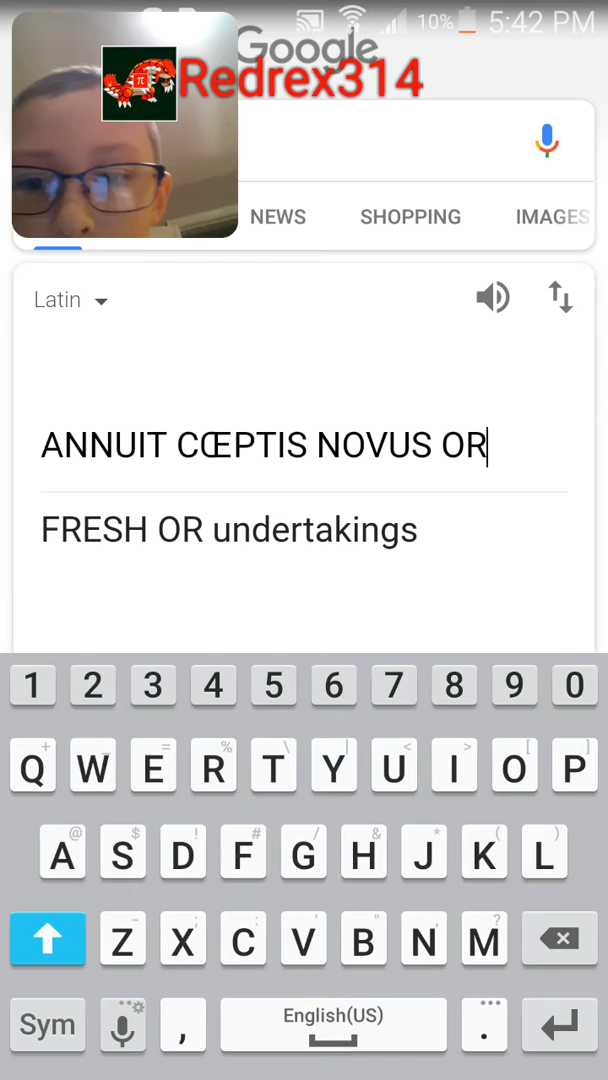 10% 5:42 PM
Google
π
Redrex314
NEWS SHOPPING IMAGES
Latin
ANNUIT CŒPTIS NOVUS OR
FRESH OR undertakings
1 2 3 4 5 6 7 8 9 0
+ _ = % \ | < > [ ]
Q W E R T Y U I O P
@ $ ! # / & * ( )
A S D F G H J K L
- ; : ' " , ?
Z X C V B N M
Sym , English(US) .